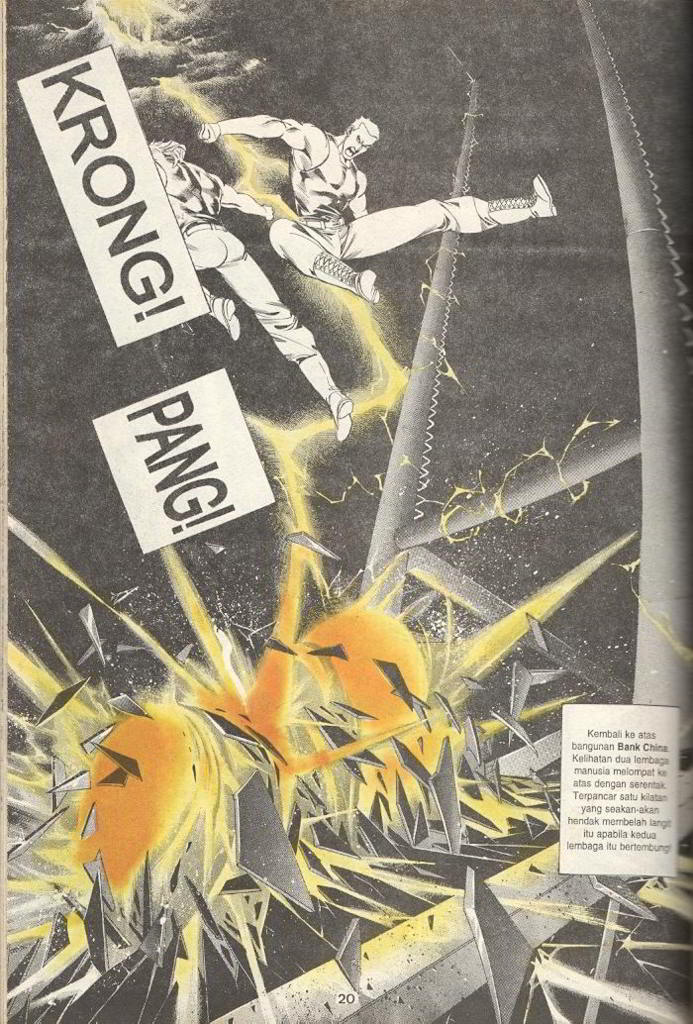 KRONG!
PANG!
Kembali ke atas
bangunan Bank China.
Kelihatan dua lembaga
manusia melompat ke
atas dengan serentak.
Terpancar satu kilatan
yang seakan-akan
hendak membelah langit
itu apabila kedua
lembaga itu bertembung!
20